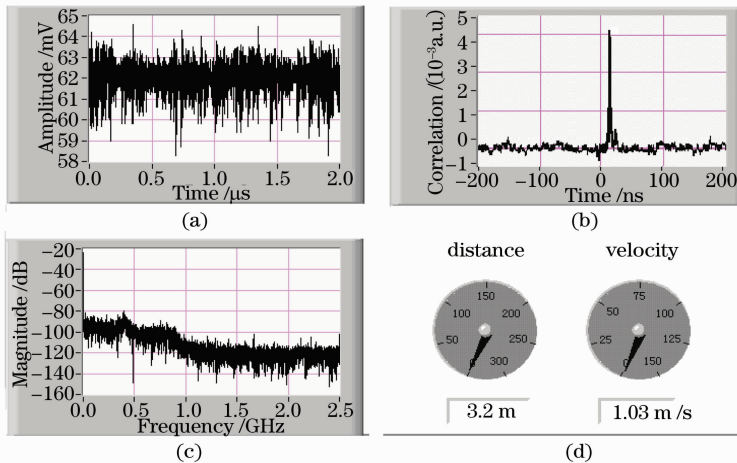 65
64
63
62
61
60
59
58
Amplitude /mV
0.0 0.5 1.0 1.5 2.0
Time /μs
(a)
5
4
3
2
1
0
−1
Correlation /(10⁻³a.u.)
−200 −100 0 100 200
Time /ns
(b)
−20
−40
−60
−80
−100
−120
−140
−160
Magnitude /dB
0.0 0.5 1.0 1.5 2.0 2.5
Frequency /GHz
(c)
distance velocity
0 50 100 150 200 250 300
0 25 50 75 100 125 150
3.2 m 1.03 m /s
(d)